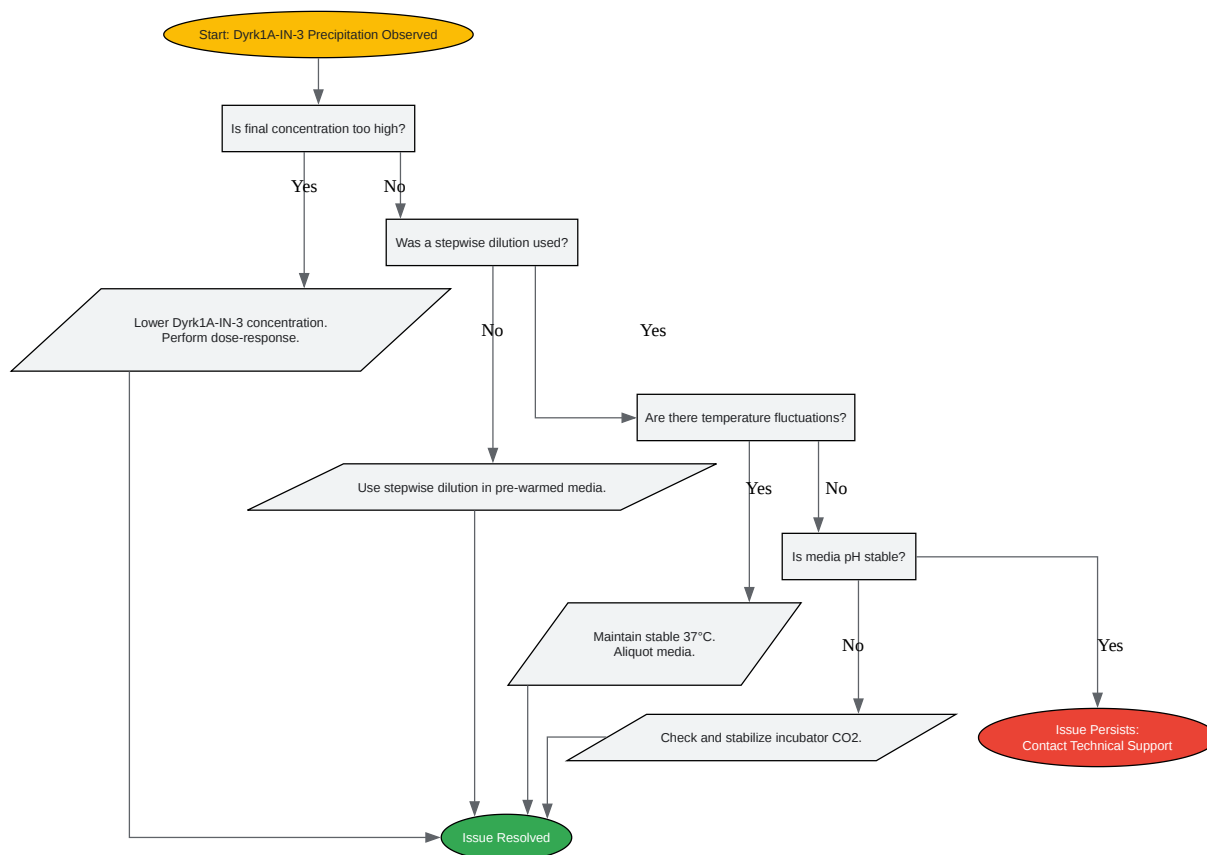 Start: Dyrk1A-IN-3 Precipitation Observed
Is final concentration too high?
Yes
No
Was a stepwise dilution used?
Lower Dyrk1A-IN-3 concentration.
Perform dose-response.
No
Yes
Are there temperature fluctuations?
Use stepwise dilution in pre-warmed media.
Yes
No
Is media pH stable?
Maintain stable 37°C.
Aliquot media.
No
Yes
Check and stabilize incubator CO2.
Issue Persists:
Contact Technical Support
Issue Resolved